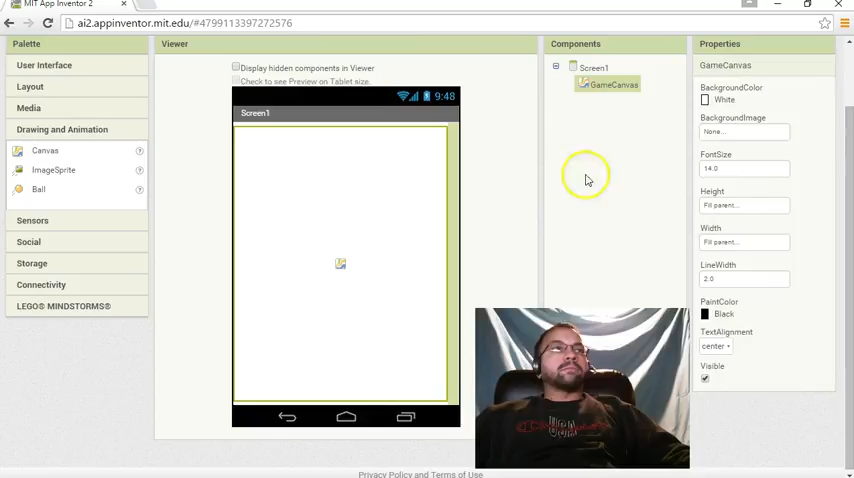 MIT App Inventor 2
ai2.appinventor.mit.edu/#4799113397272576
Palette
User Interface
Layout
Media
Drawing and Animation
Canvas
ImageSprite
Ball
Sensors
Social
Storage
Connectivity
LEGO® MINDSTORMS®
Viewer
Display hidden components in Viewer
Check to see Preview on Tablet size.
9:48
Screen1
Components
Screen1
GameCanvas
Properties
GameCanvas
BackgroundColor
White
BackgroundImage
None...
FontSize
14.0
Height
Fill parent...
Width
Fill parent...
LineWidth
2.0
PaintColor
Black
TextAlignment
center
Visible
USA
Champion
Privacy Policy and Terms of Use